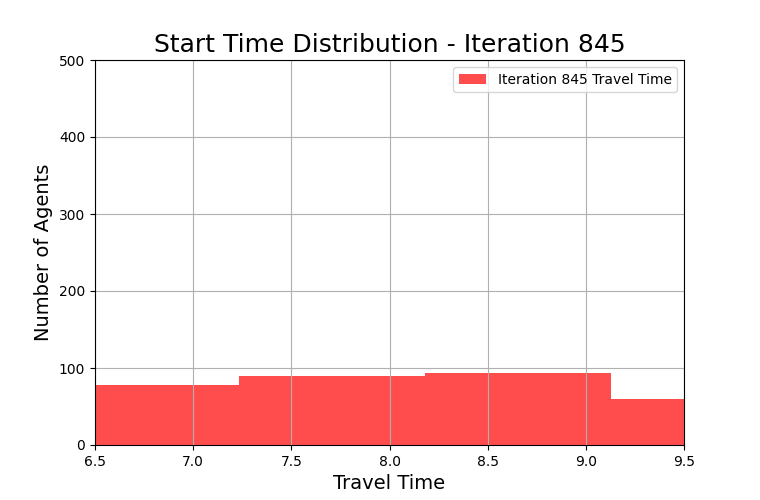 Start Time Distribution - Iteration 845
Iteration 845 Travel Time
Number of Agents
500
400
300
200
100
0
6.5 7.0 7.5 8.0 8.5 9.0 9.5
Travel Time